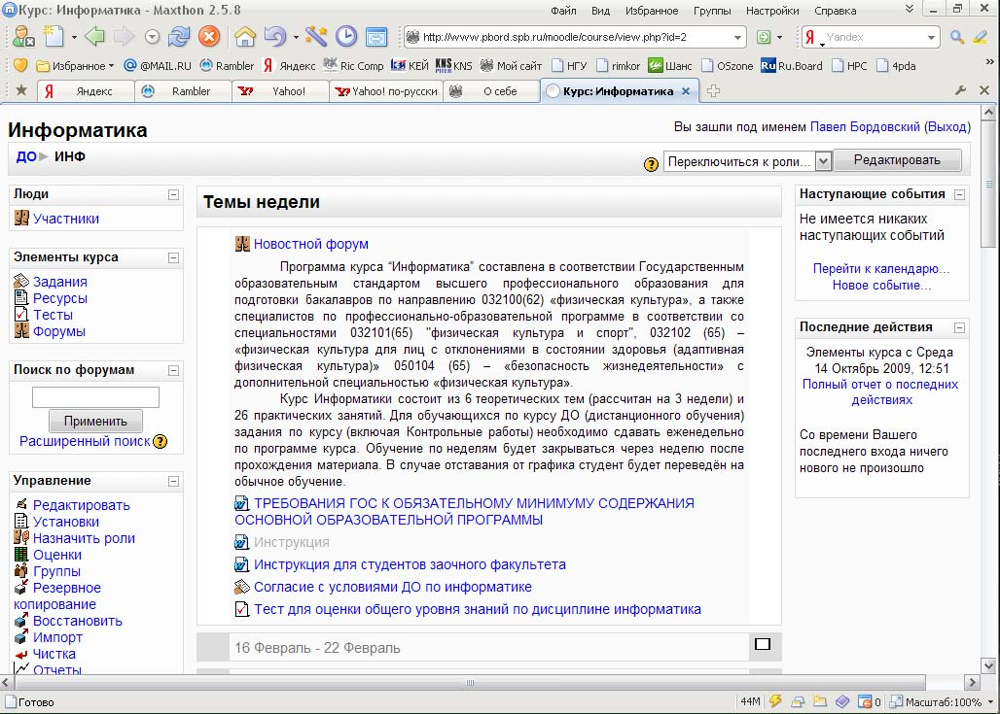 Курс: Информатика - Maxthon 2.5.8
Файл Вид Избранное Группы Настройки Справка
http://www.pbord.spb.ru/moodle/course/view.php?id=2
Yandex
Избранное @MAIL.RU Rambler Яндекс Ric Comp КЕЙ KNS Мой сайт НГУ rimkor Шанс OSzone Ru.Board НРС 4pda
Яндекс Rambler Yahoo! Yahoo! по-русски О себе Курс: Информатика
Информатика
Вы зашли под именем Павел Бордовский (Выход)
ДО ► ИНФ
Переключиться к роли... Редактировать
Люди
Участники
Элементы курса
Задания
Ресурсы
Тесты
Форумы
Поиск по форумам
Применить
Расширенный поиск
Управление
Редактировать
Установки
Назначить роли
Оценки
Группы
Резервное
копирование
Восстановить
Импорт
Чистка
Отчеты
Темы недели
Новостной форум
Программа курса “Информатика” составлена в соответствии Государственным
образовательным стандартом высшего профессионального образования для
подготовки бакалавров по направлению 032100(62) «физическая культура», а также
специалистов по профессионально-образовательной программе в соответствии со
специальностями 032101(65) "физическая культура и спорт", 032102 (65) –
«физическая культура для лиц с отклонениями в состоянии здоровья (адаптивная
физическая культура)» 050104 (65) – «безопасность жизнедеятельности» с
дополнительной специальностью «физическая культура».
Курс Информатики состоит из 6 теоретических тем (рассчитан на 3 недели) и
26 практических занятий. Для обучающихся по курсу ДО (дистанционного обучения)
задания по курсу (включая Контрольные работы) необходимо сдавать еженедельно
по программе курса. Обучение по неделям будет закрываться через неделю после
прохождения материала. В случае отставания от графика студент будет переведён на
обычное обучение.
ТРЕБОВАНИЯ ГОС К ОБЯЗАТЕЛЬНОМУ МИНИМУМУ СОДЕРЖАНИЯ
ОСНОВНОЙ ОБРАЗОВАТЕЛЬНОЙ ПРОГРАММЫ
Инструкция
Инструкция для студентов заочного факультета
Согласие с условиями ДО по информатике
Тест для оценки общего уровня знаний по дисциплине информатика
16 Февраль - 22 Февраль
Наступающие события
Не имеется никаких
наступающих событий
Перейти к календарю...
Новое событие...
Последние действия
Элементы курса с Среда
14 Октябрь 2009, 12:51
Полный отчет о последних
действиях
Со времени Вашего
последнего входа ничего
нового не произошло
Готово
44M 0 Масштаб:100%